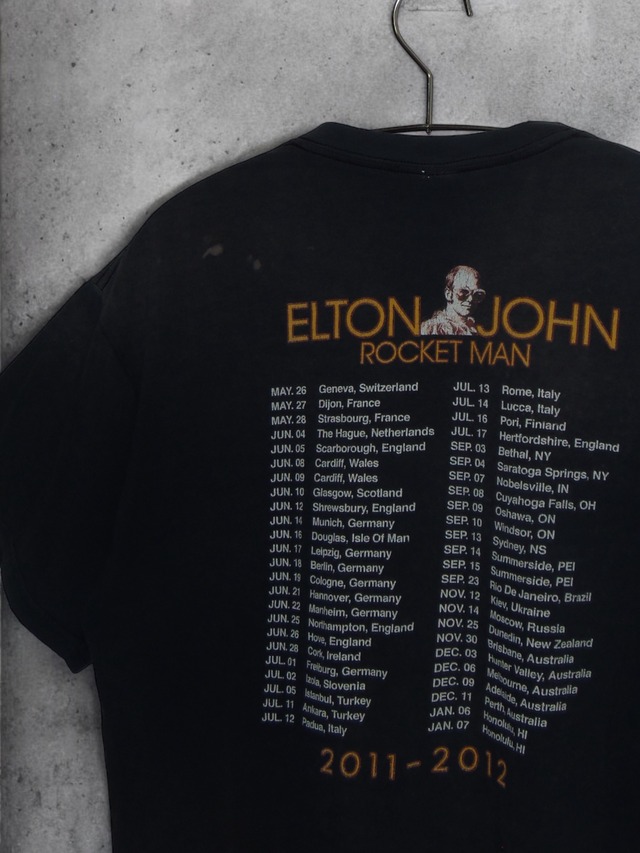 ELTON JOHN
ROCKET MAN
MAY. 26 Geneva, Switzerland
MAY. 27 Dijon, France
MAY. 28 Strasbourg, France
JUN. 04 The Hague, Netherlands
JUN. 05 Scarborough, England
JUN. 08 Cardiff, Wales
JUN. 09 Cardiff, Wales
JUN. 10 Glasgow, Scotland
JUN. 12 Shrewsbury, England
JUN. 14 Munich, Germany
JUN. 16 Douglas, Isle Of Man
JUN. 17 Leipzig, Germany
JUN. 18 Berlin, Germany
JUN. 19 Cologne, Germany
JUN. 21 Hannover, Germany
JUN. 22 Manheim, Germany
JUN. 25 Northampton, England
JUN. 26 Hove, England
JUN. 28 Cork, Ireland
JUL. 01 Freiburg, Germany
JUL. 02 Izola, Slovenia
JUL. 05 Istanbul, Turkey
JUL. 11 Ankara, Turkey
JUL. 12 Padua, Italy
JUL. 13 Rome, Italy
JUL. 14 Lucca, Italy
JUL. 16 Pori, Finland
JUL. 17 Hertfordshire, England
SEP. 03 Bethal, NY
SEP. 04 Saratoga Springs, NY
SEP. 07 Nobelsville, IN
SEP. 08 Cuyahoga Falls, OH
SEP. 09 Oshawa, ON
SEP. 10 Windsor, ON
SEP. 13 Sydney, NS
SEP. 14 Summerside, PEI
SEP. 15 Summerside, PEI
SEP. 23 Rio De Janeiro, Brazil
NOV. 12 Kiev, Ukraine
NOV. 14 Moscow, Russia
NOV. 25 Dunedin, New Zealand
NOV. 30 Brisbane, Australia
DEC. 03 Hunter Valley, Australia
DEC. 06 Melbourne, Australia
DEC. 09 Adelaide, Australia
DEC. 11 Perth Australia
JAN. 06 Honolulu, HI
JAN. 07 Honolulu, HI
2011-2012